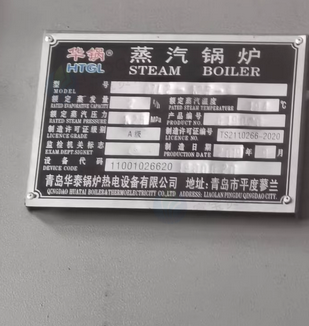 华锅® 蒸汽锅炉
HTGL STEAM BOILER
型号
MODEL
额定蒸发量 t/h 额定蒸汽温度 ℃
RATED EVAPORATIVE CAPACITY RATED STEAM TEMPERATURE
额定蒸汽压力 MPa 产品编号
RATED STEAM PRESSURE
制造许可证级别 A级 制造许可证编号 TS2110266-2020
LICENCE GRADE LICENCE NO.
监检机关标志 制造日期 年 月
EXAM DEPT.SIGNET
设备代码 11001026620
DEVICE CODE
青岛华泰锅炉热电设备有限公司 地址:青岛市平度蓼兰
QINGDAO HUATAI BOILER&THERMOELECTRICITY CO.,LTD. ADDRESS: LIAOLAN PINGDU QINGDAO CITY.